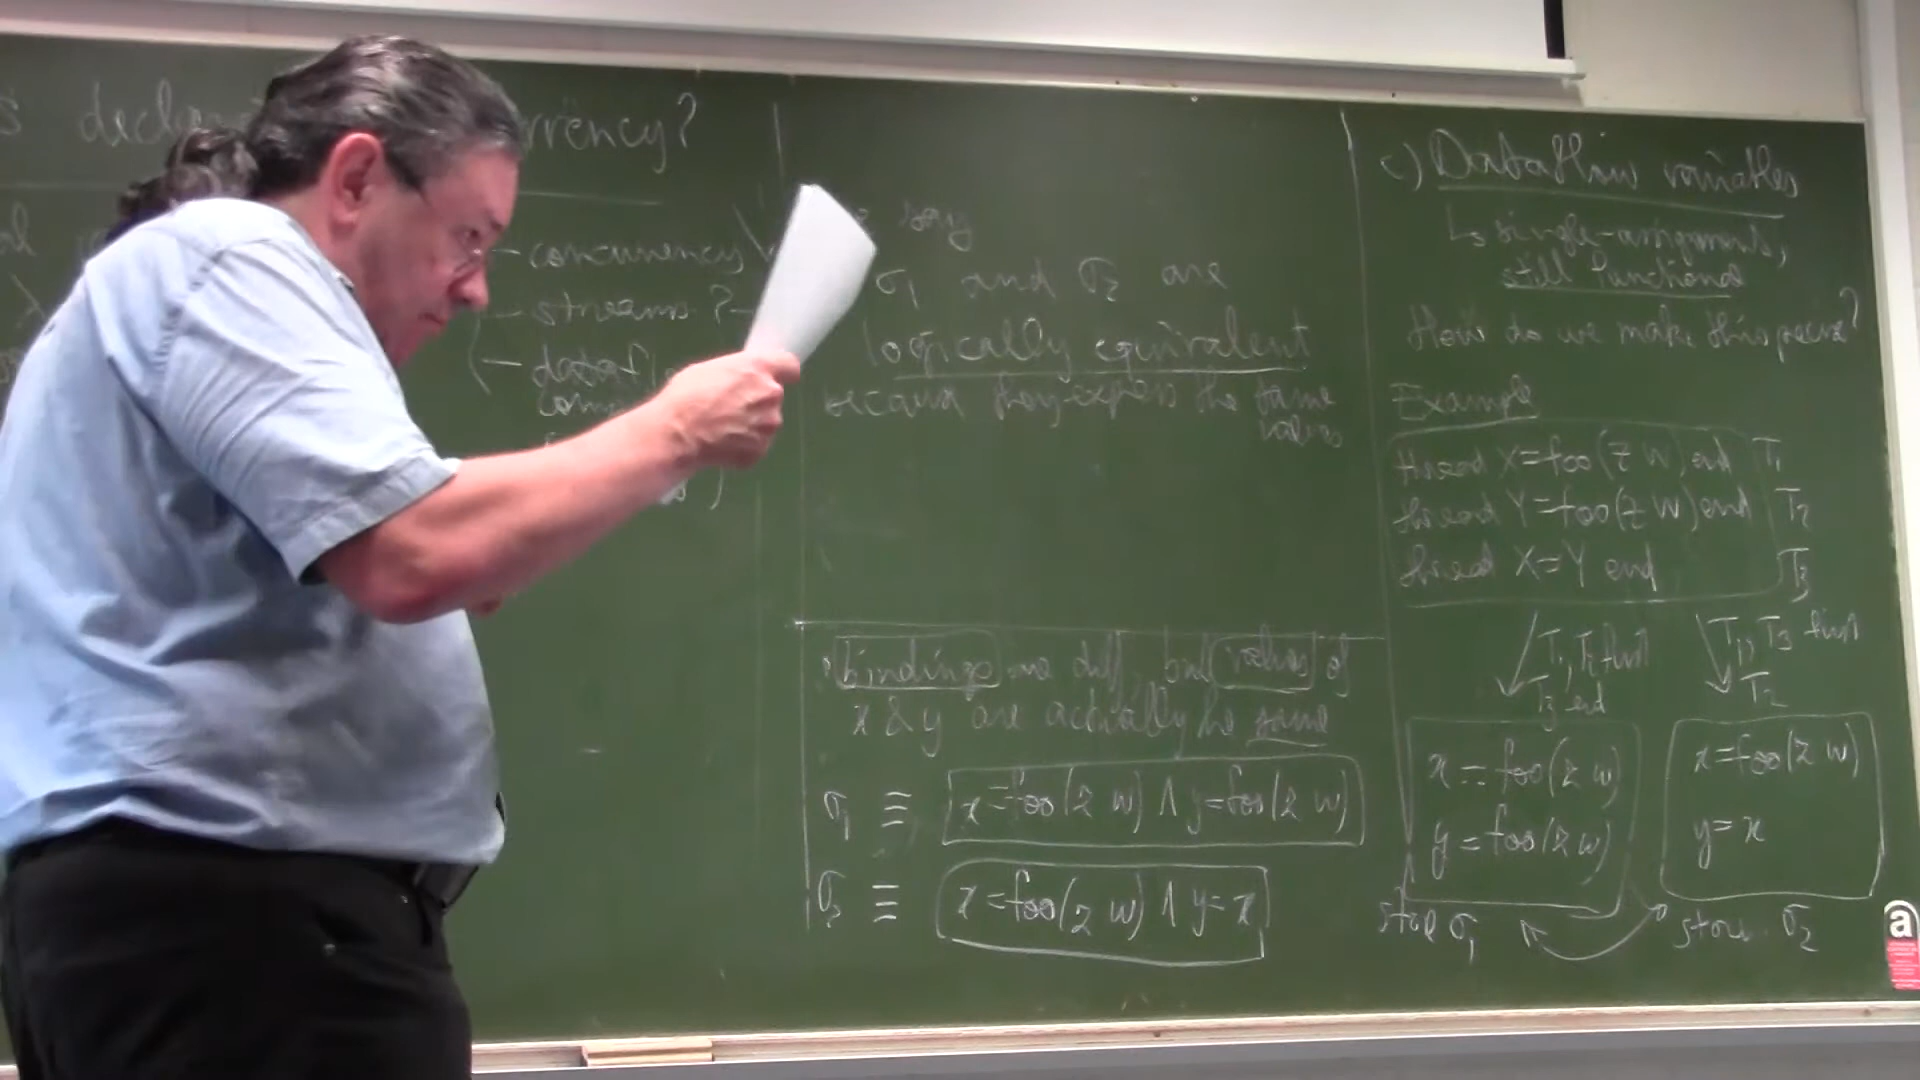 rrency?
- concurrency
- streams?
say
σ1 and σ2 are
logically equivalent
because they express the same
values
bindings are diff, but values of
x & y are actually the same
σ1 ≡ x=foo(z w) ∧ y=foo(z w)
σ2 ≡ x=foo(z w) ∧ y=x
c) Dataflow variables
↳ single-assignment,
still functional
How do we make this precise?
Example
thread X=foo(z w) end T1
thread Y=foo(z w) end T2
thread X=Y end T3
T1, T2 first
T3 end
T1, T3 first
T2
x = foo(z w)
y = foo(z w)
store σ1
x=foo(z w)
y=x
store σ2
a